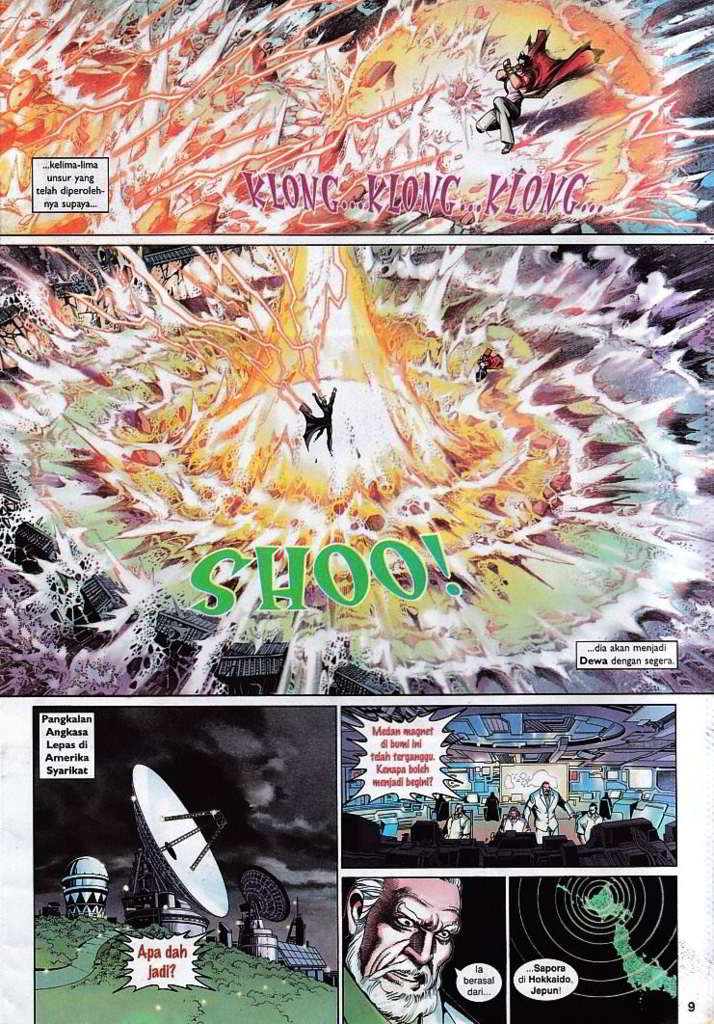 ...kelima-lima
unsur yang
telah diperoleh-
nya supaya...
KLONG...KLONG...KLONG...
SHOO!
...dia akan menjadi
Dewa dengan segera.
Pangkalan
Angkasa
Lepas di
Amerika
Syarikat
Medan magnet
di bumi ini
telah terganggu.
Kenapa boleh
menjadi begini?
Apa dah
jadi?
Ia
berasal
dari...
...Sapora
di Hokkaido,
Jepun!
9